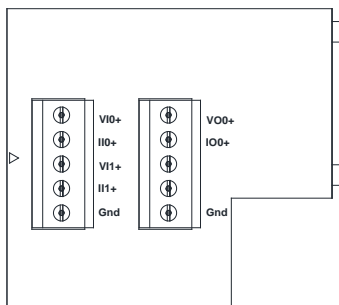 VI0+
II0+
VI1+
II1+
Gnd
VO0+
IO0+
Gnd